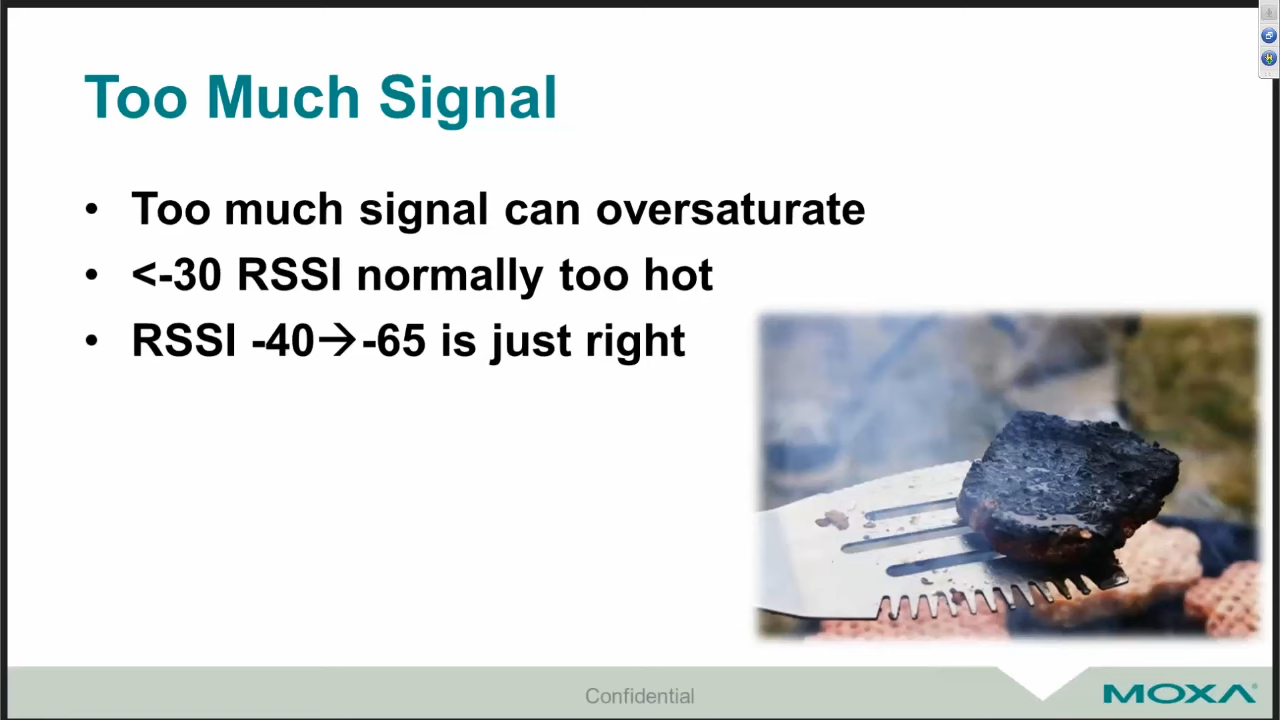 Too Much Signal
• Too much signal can oversaturate
• <-30 RSSI normally too hot
• RSSI -40→-65 is just right
Confidential
MOXA®